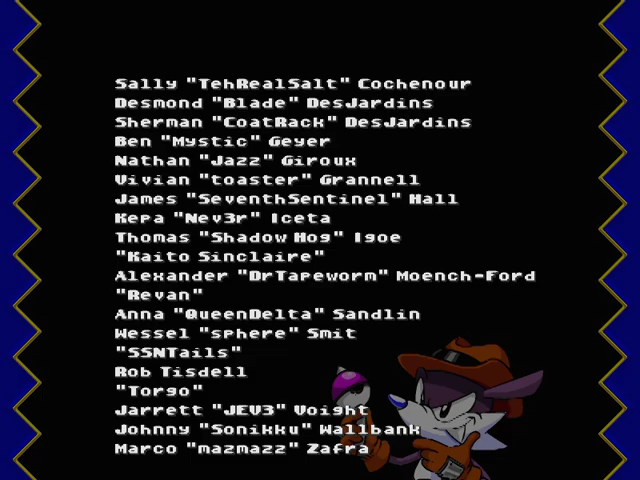 Sally "TehRealSalt" Cochenour
Desmond "Blade" DesJardins
Sherman "CoatRack" DesJardins
Ben "Mystic" Geyer
Nathan "Jazz" Giroux
Vivian "toaster" Grannell
James "SeventhSentinel" Hall
Kepa "Nev3r" Iceta
Thomas "Shadow Hog" Igoe
"Kaito Sinclaire"
Alexander "DrTapeworm" Moench-Ford
"Revan"
Anna "QueenDelta" Sandlin
Wessel "sphere" Smit
"SSNTails"
Rob Tisdell
"Torgo"
Jarrett "JEV3" Voight
Johnny "Sonikku" Wallbank
Marco "mazmazz" Zafra